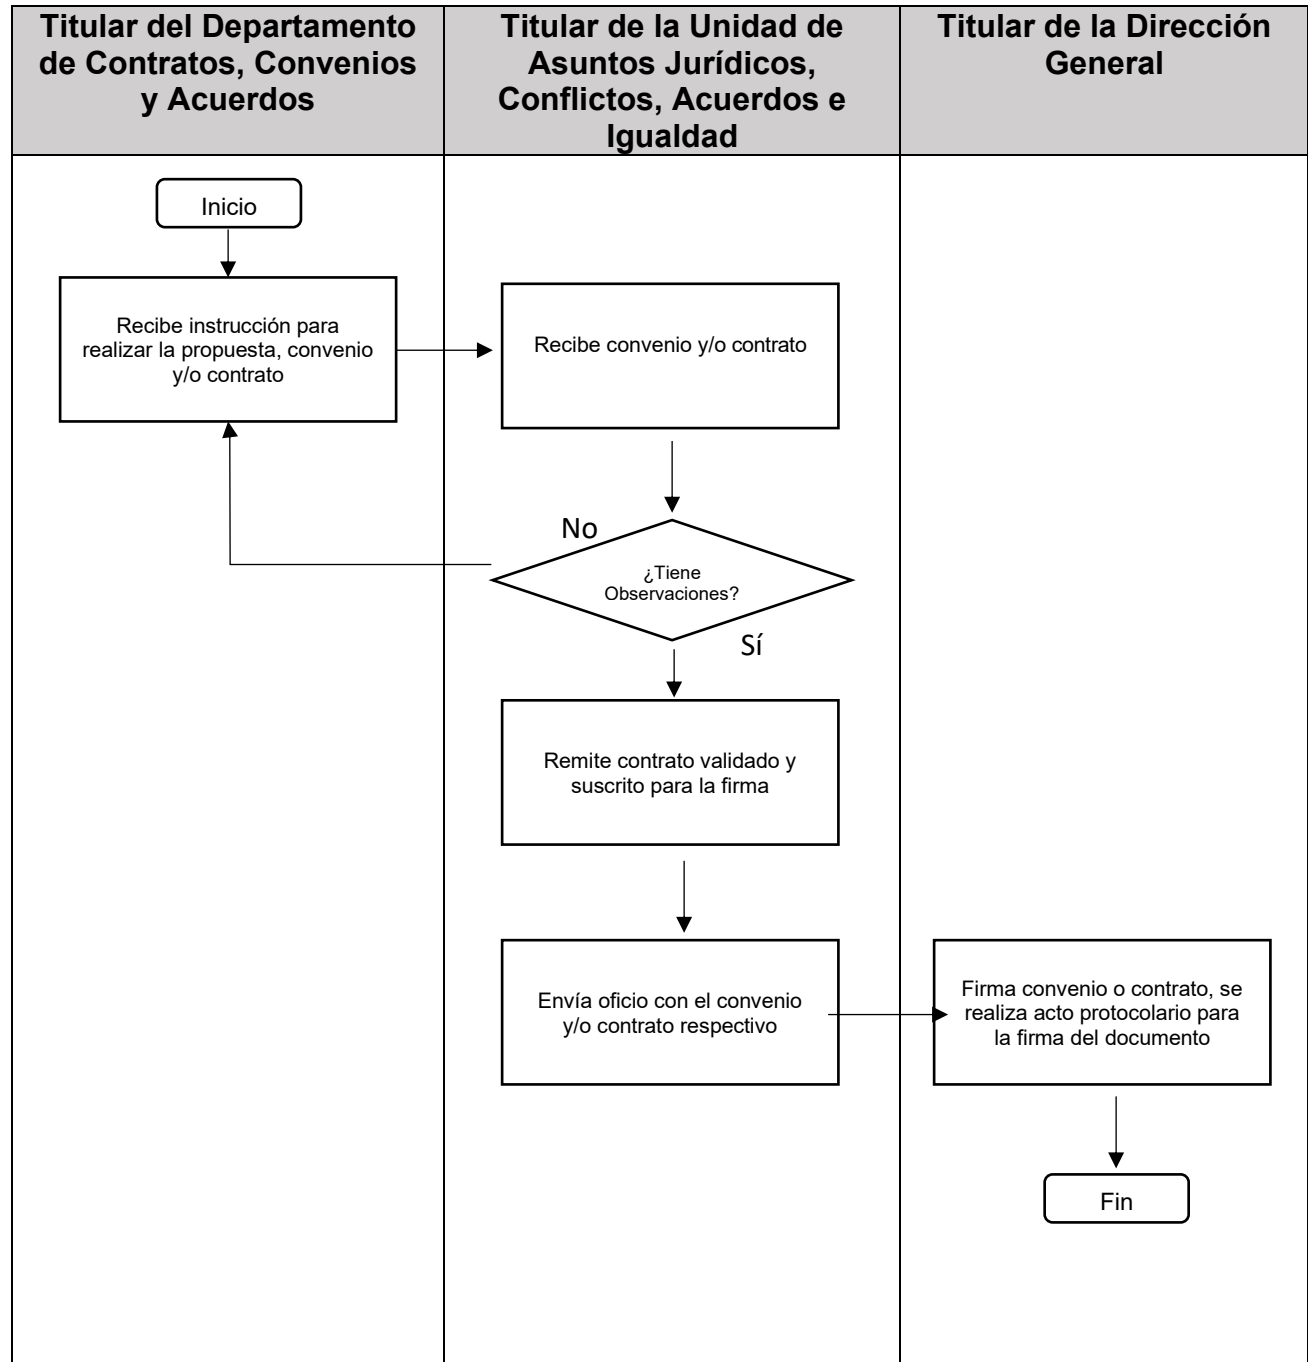 Titular del Departamento
de Contratos, Convenios
y Acuerdos
Titular de la Unidad de
Asuntos Jurídicos,
Conflictos, Acuerdos e
Igualdad
Titular de la Dirección
General
Inicio
Recibe instrucción para
realizar la propuesta, convenio
y/o contrato
Recibe convenio y/o contrato
No
¿Tiene
Observaciones?
Sí
Remite contrato validado y
suscrito para la firma
Envía oficio con el convenio
y/o contrato respectivo
Firma convenio o contrato, se
realiza acto protocolario para
la firma del documento
Fin